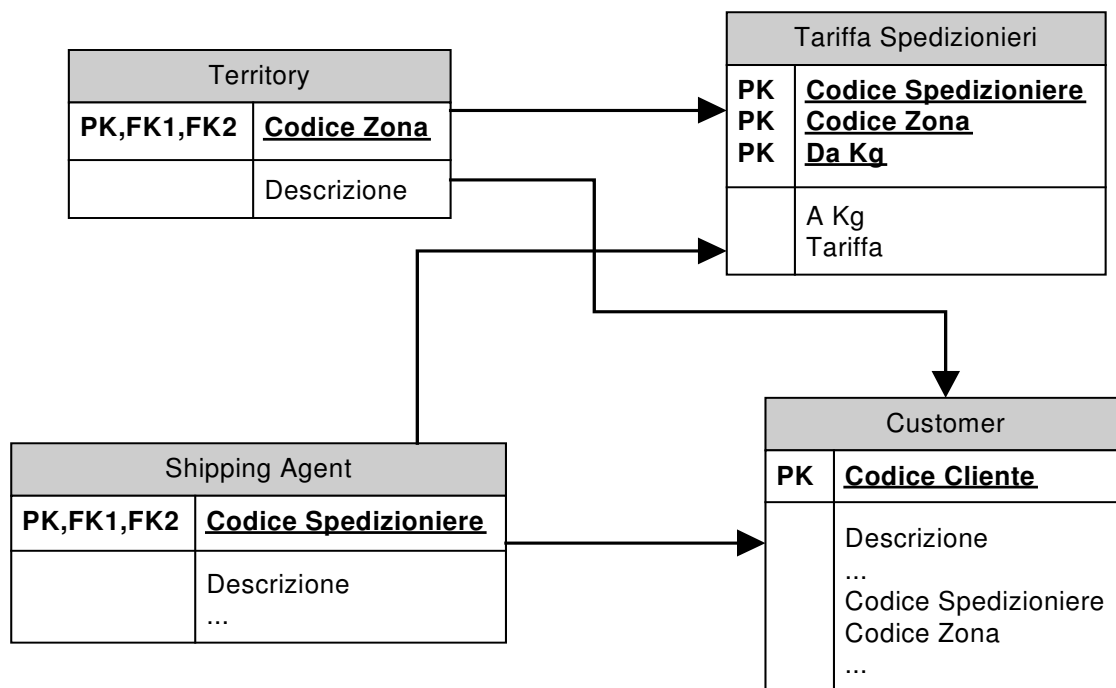 Territory
PK,FK1,FK2 Codice Zona
Descrizione
Tariffa Spedizionieri
PK Codice Spedizioniere
PK Codice Zona
PK Da Kg
A Kg
Tariffa
Shipping Agent
PK,FK1,FK2 Codice Spedizioniere
Descrizione
...
Customer
PK Codice Cliente
Descrizione
...
Codice Spedizioniere
Codice Zona
...